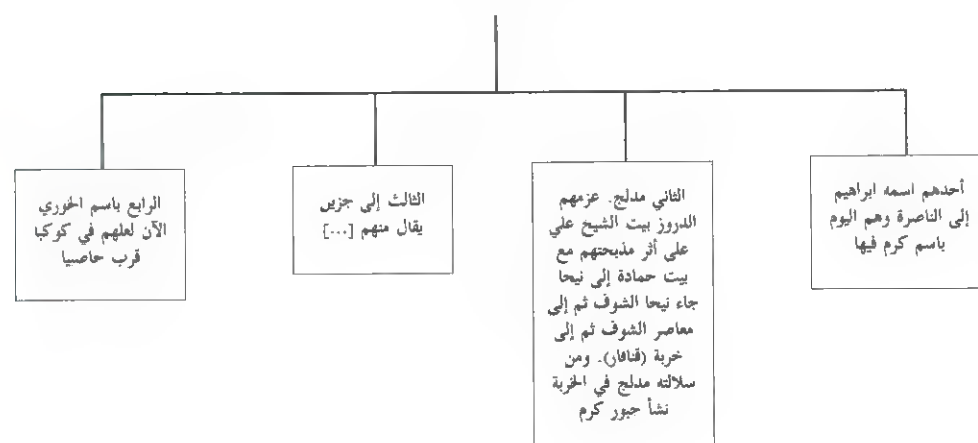 أحدهم اسمه ابراهيم
إلى الناصرة وهم اليوم
باسم كرم فيها
الثاني مدلج. عزمهم
الدروز بيت الشيخ علي
على أثر مذبحتهم مع
بيت حمادة إلى نيحا
جاء نيحا الشوف ثم إلى
معاصر الشوف ثم إلى
خربة (قنافار). ومن
سلالته مدلج في الخربة
نشأ جبور كرم
الثالث إلى جزين
يقال منهم [...]
الرابع باسم الخوري
الآن لعلهم في كوكبا
قرب حاصبيا